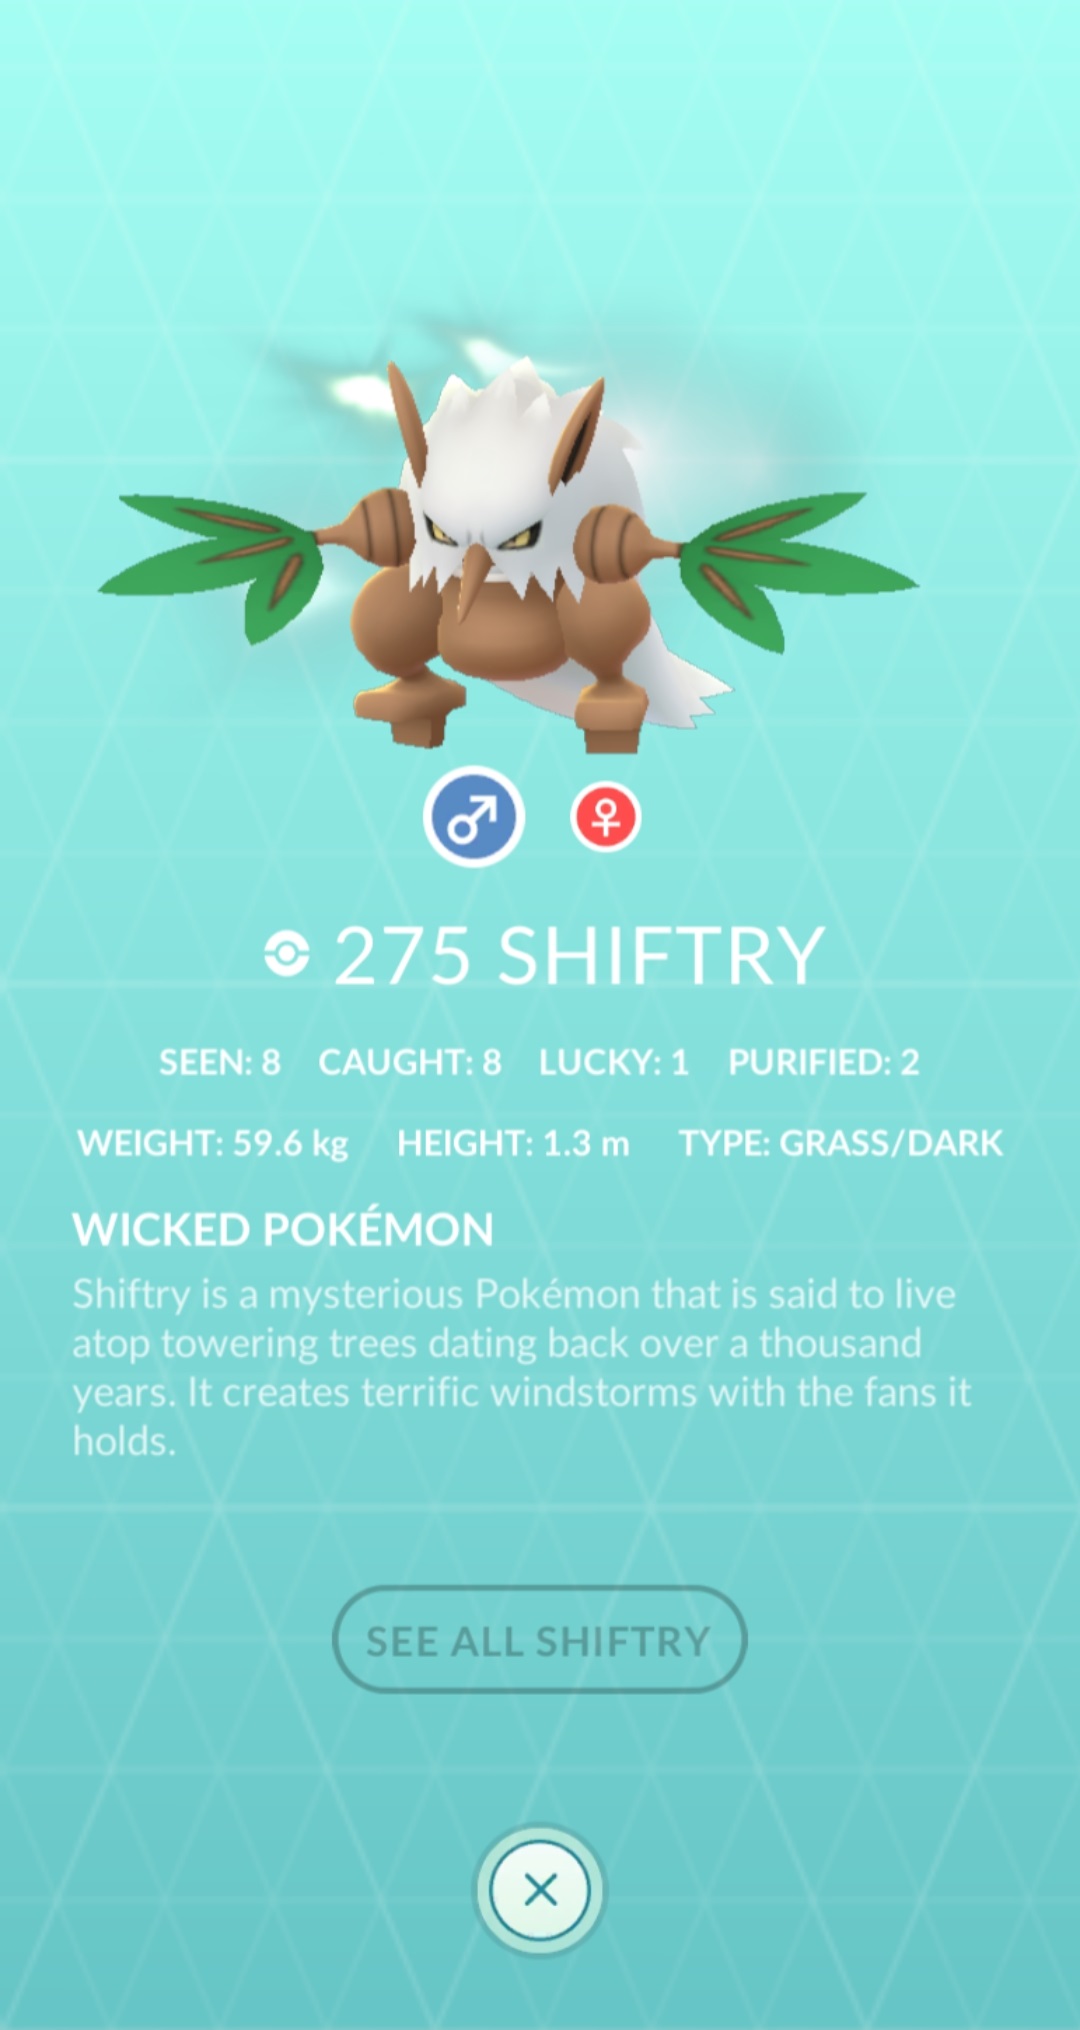 275 SHIFTRY
SEEN: 8 CAUGHT: 8 LUCKY: 1 PURIFIED: 2
WEIGHT: 59.6 kg HEIGHT: 1.3 m TYPE: GRASS/DARK
WICKED POKÉMON
Shiftry is a mysterious Pokémon that is said to live
atop towering trees dating back over a thousand
years. It creates terrific windstorms with the fans it
holds.
SEE ALL SHIFTRY